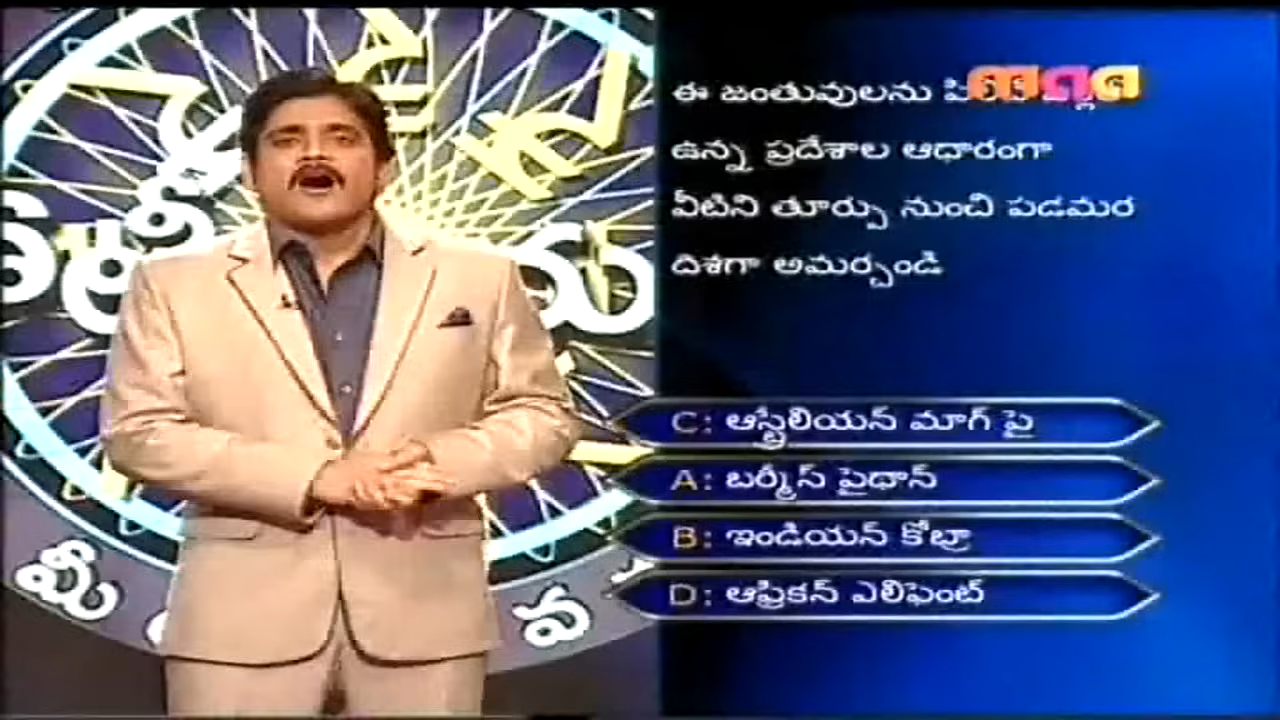 మా
ఈ జంతువులను
ఉన్న ప్రదేశాల ఆధారంగా
వీటిని తూర్పు నుంచి పడమర
దిశగా అమర్చండి
C: ఆస్ట్రేలియన్ మాగ్ పై
A: బర్మీస్ పైథాన్
B: ఇండియన్ కోబ్రా
D: ఆఫ్రికన్ ఎలిఫెంట్
మీ